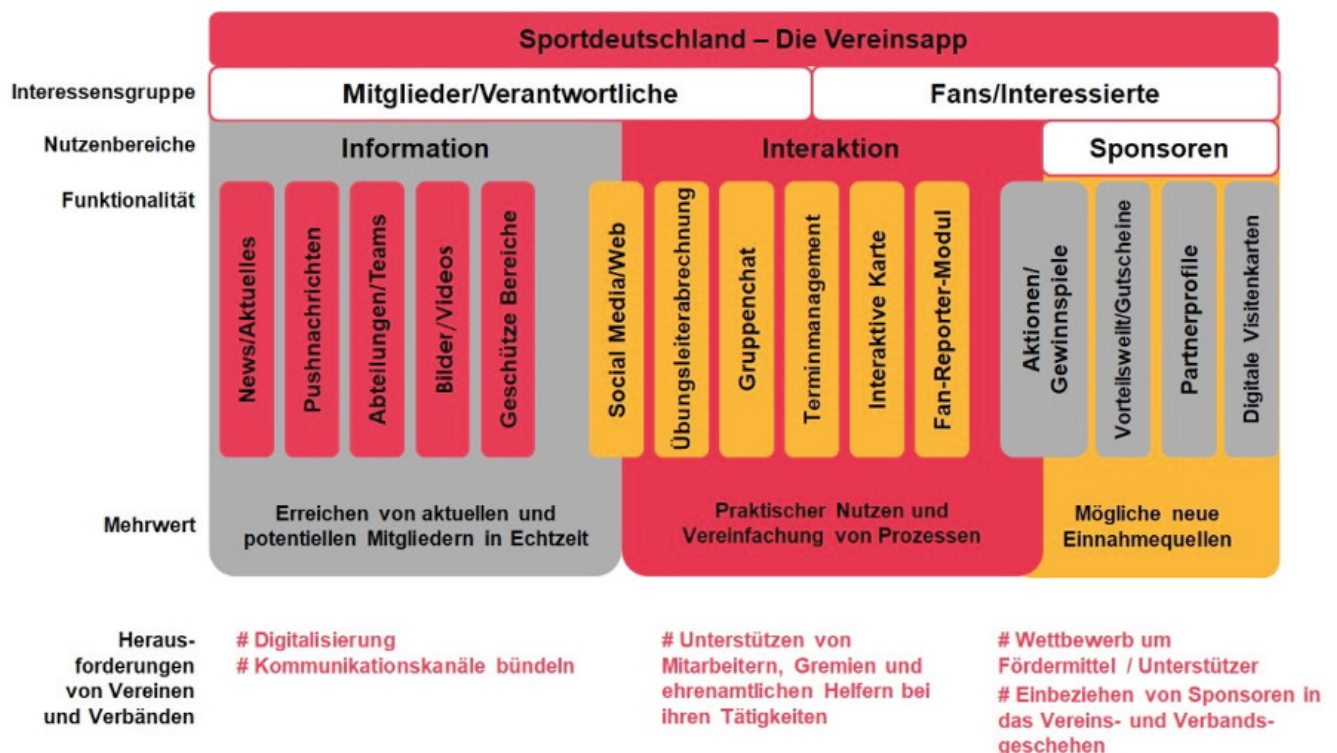 Sportdeutschland – Die Vereinsapp
Interessensgruppe
Mitglieder/Verantwortliche
Fans/Interessierte
Nutzenbereiche
Information
Interaktion
Sponsoren
Funktionalität
News/Aktuelles
Pushnachrichten
Abteilungen/Teams
Bilder/Videos
Geschütze Bereiche
Social Media/Web
Übungsleiterabrechnung
Gruppenchat
Terminmanagement
Interaktive Karte
Fan-Reporter-Modul
Aktionen/
Gewinnspiele
Vorteilsweilt/Gutscheine
Partnerprofile
Digitale Visitenkarten
Mehrwert
Erreichen von aktuellen und
potentiellen Mitgliedern in Echtzeit
Praktischer Nutzen und
Vereinfachung von Prozessen
Mögliche neue
Einnahmequellen
Heraus-
forderungen
von Vereinen
und Verbänden
# Digitalisierung
# Kommunikationskanäle bündeln
# Unterstützen von
Mitarbeitern, Gremien und
ehrenamtlichen Helfern bei
ihren Tätigkeiten
# Wettbewerb um
Fördermittel / Unterstützer
# Einbeziehen von Sponsoren in
das Vereins- und Verbands-
geschehen